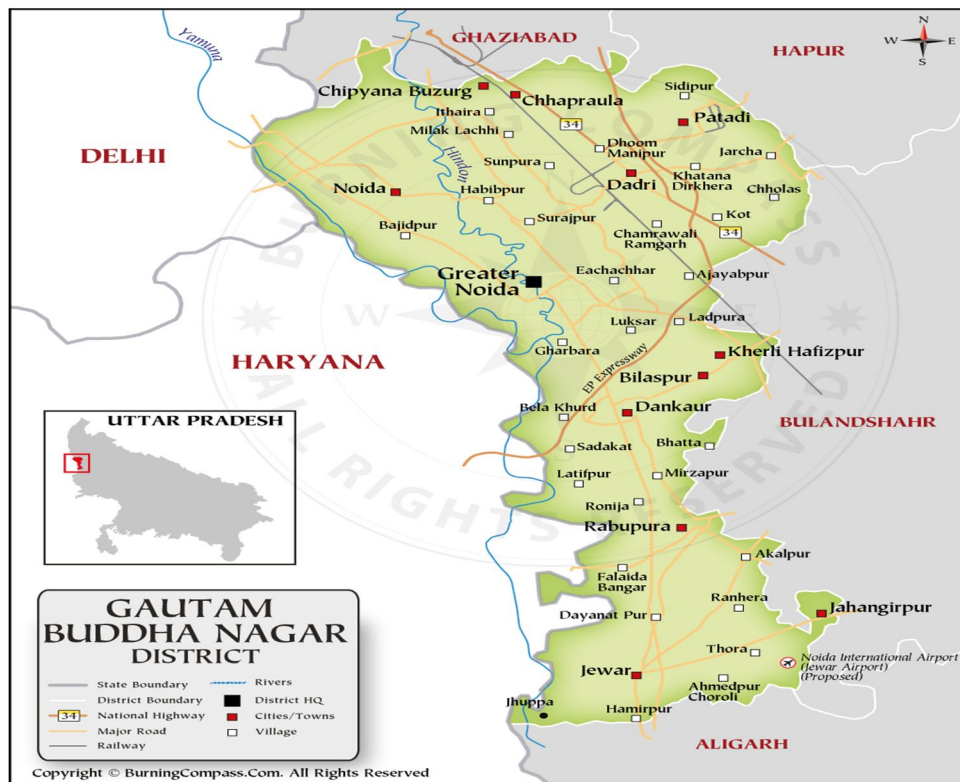 Yamuna
GHAZIABAD
HAPUR
N
W
E
S
Chipyana Buzurg
Chhapraula
Sidipur
Ithaira
34
Patadi
Milak Lachhi
DELHI
Hindon
Dhoom
Manipur
Jarcha
Sunpura
Khatana
Dirkhera
Dadri
Noida
Habibpur
Chholas
Surajpur
Kot
Bajidpur
Chamrawali
Ramgarh
34
Greater
Noida
Eachachhar
Ajayabpur
Luksar
Ladpura
Gharbara
HARYANA
Kherli Hafizpur
EP Expressway
Bilaspur
Bela Khurd
Dankaur
BULANDSHAHR
UTTAR PRADESH
Sadakat
Bhatta
Latifpur
Mirzapur
Ronija
Rabupura
Akalpur
Falaida
Bangar
Ranhera
Jahangirpur
Dayanat Pur
GAUTAM
BUDDHA NAGAR
DISTRICT
Thora
Noida International Airport
(Jewar Airport)
(Proposed)
Jewar
Ahmedpur
Choroli
Jhuppa
Hamirpur
ALIGARH
State Boundary
Rivers
District Boundary
District HQ
34
National Highway
Cities/Towns
Major Road
Village
Railway
Copyright © BurningCompass.Com. All Rights Reserved
BURNING COMPASS
ALL RIGHTS RESERVED
N
W
E